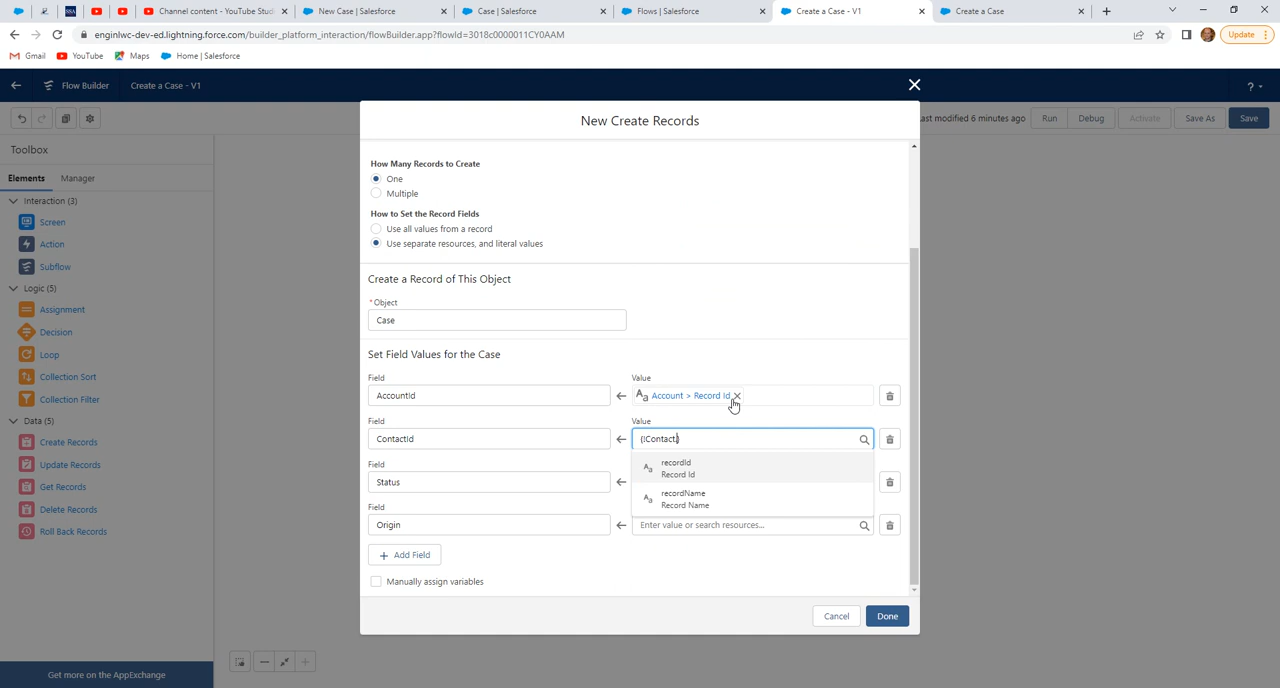 Channel content - YouTube Studi
New Case | Salesforce
Case | Salesforce
Flows | Salesforce
Create a Case - V1
Create a Case
enginlwc-dev-ed.lightning.force.com/builder_platform_interaction/flowBuilder.app?flowId=3018c0000011CY0AAM
Update
Gmail
YouTube
Maps
Home | Salesforce
Flow Builder
Create a Case - V1
?
ast modified 6 minutes ago
Run
Debug
Activate
Save As
Save
Toolbox
Elements
Manager
Interaction (3)
Screen
Action
Subflow
Logic (5)
Assignment
Decision
Loop
Collection Sort
Collection Filter
Data (5)
Create Records
Update Records
Get Records
Delete Records
Roll Back Records
Get more on the AppExchange
New Create Records
How Many Records to Create
One
Multiple
How to Set the Record Fields
Use all values from a record
Use separate resources, and literal values
Create a Record of This Object
*Object
Case
Set Field Values for the Case
Field
Value
AccountId
Aa Account > Record Id
Field
Value
ContactId
{!Contact.}
Aa recordId
Record Id
Aa recordName
Record Name
Field
Status
Field
Origin
Enter value or search resources...
+ Add Field
Manually assign variables
Cancel
Done